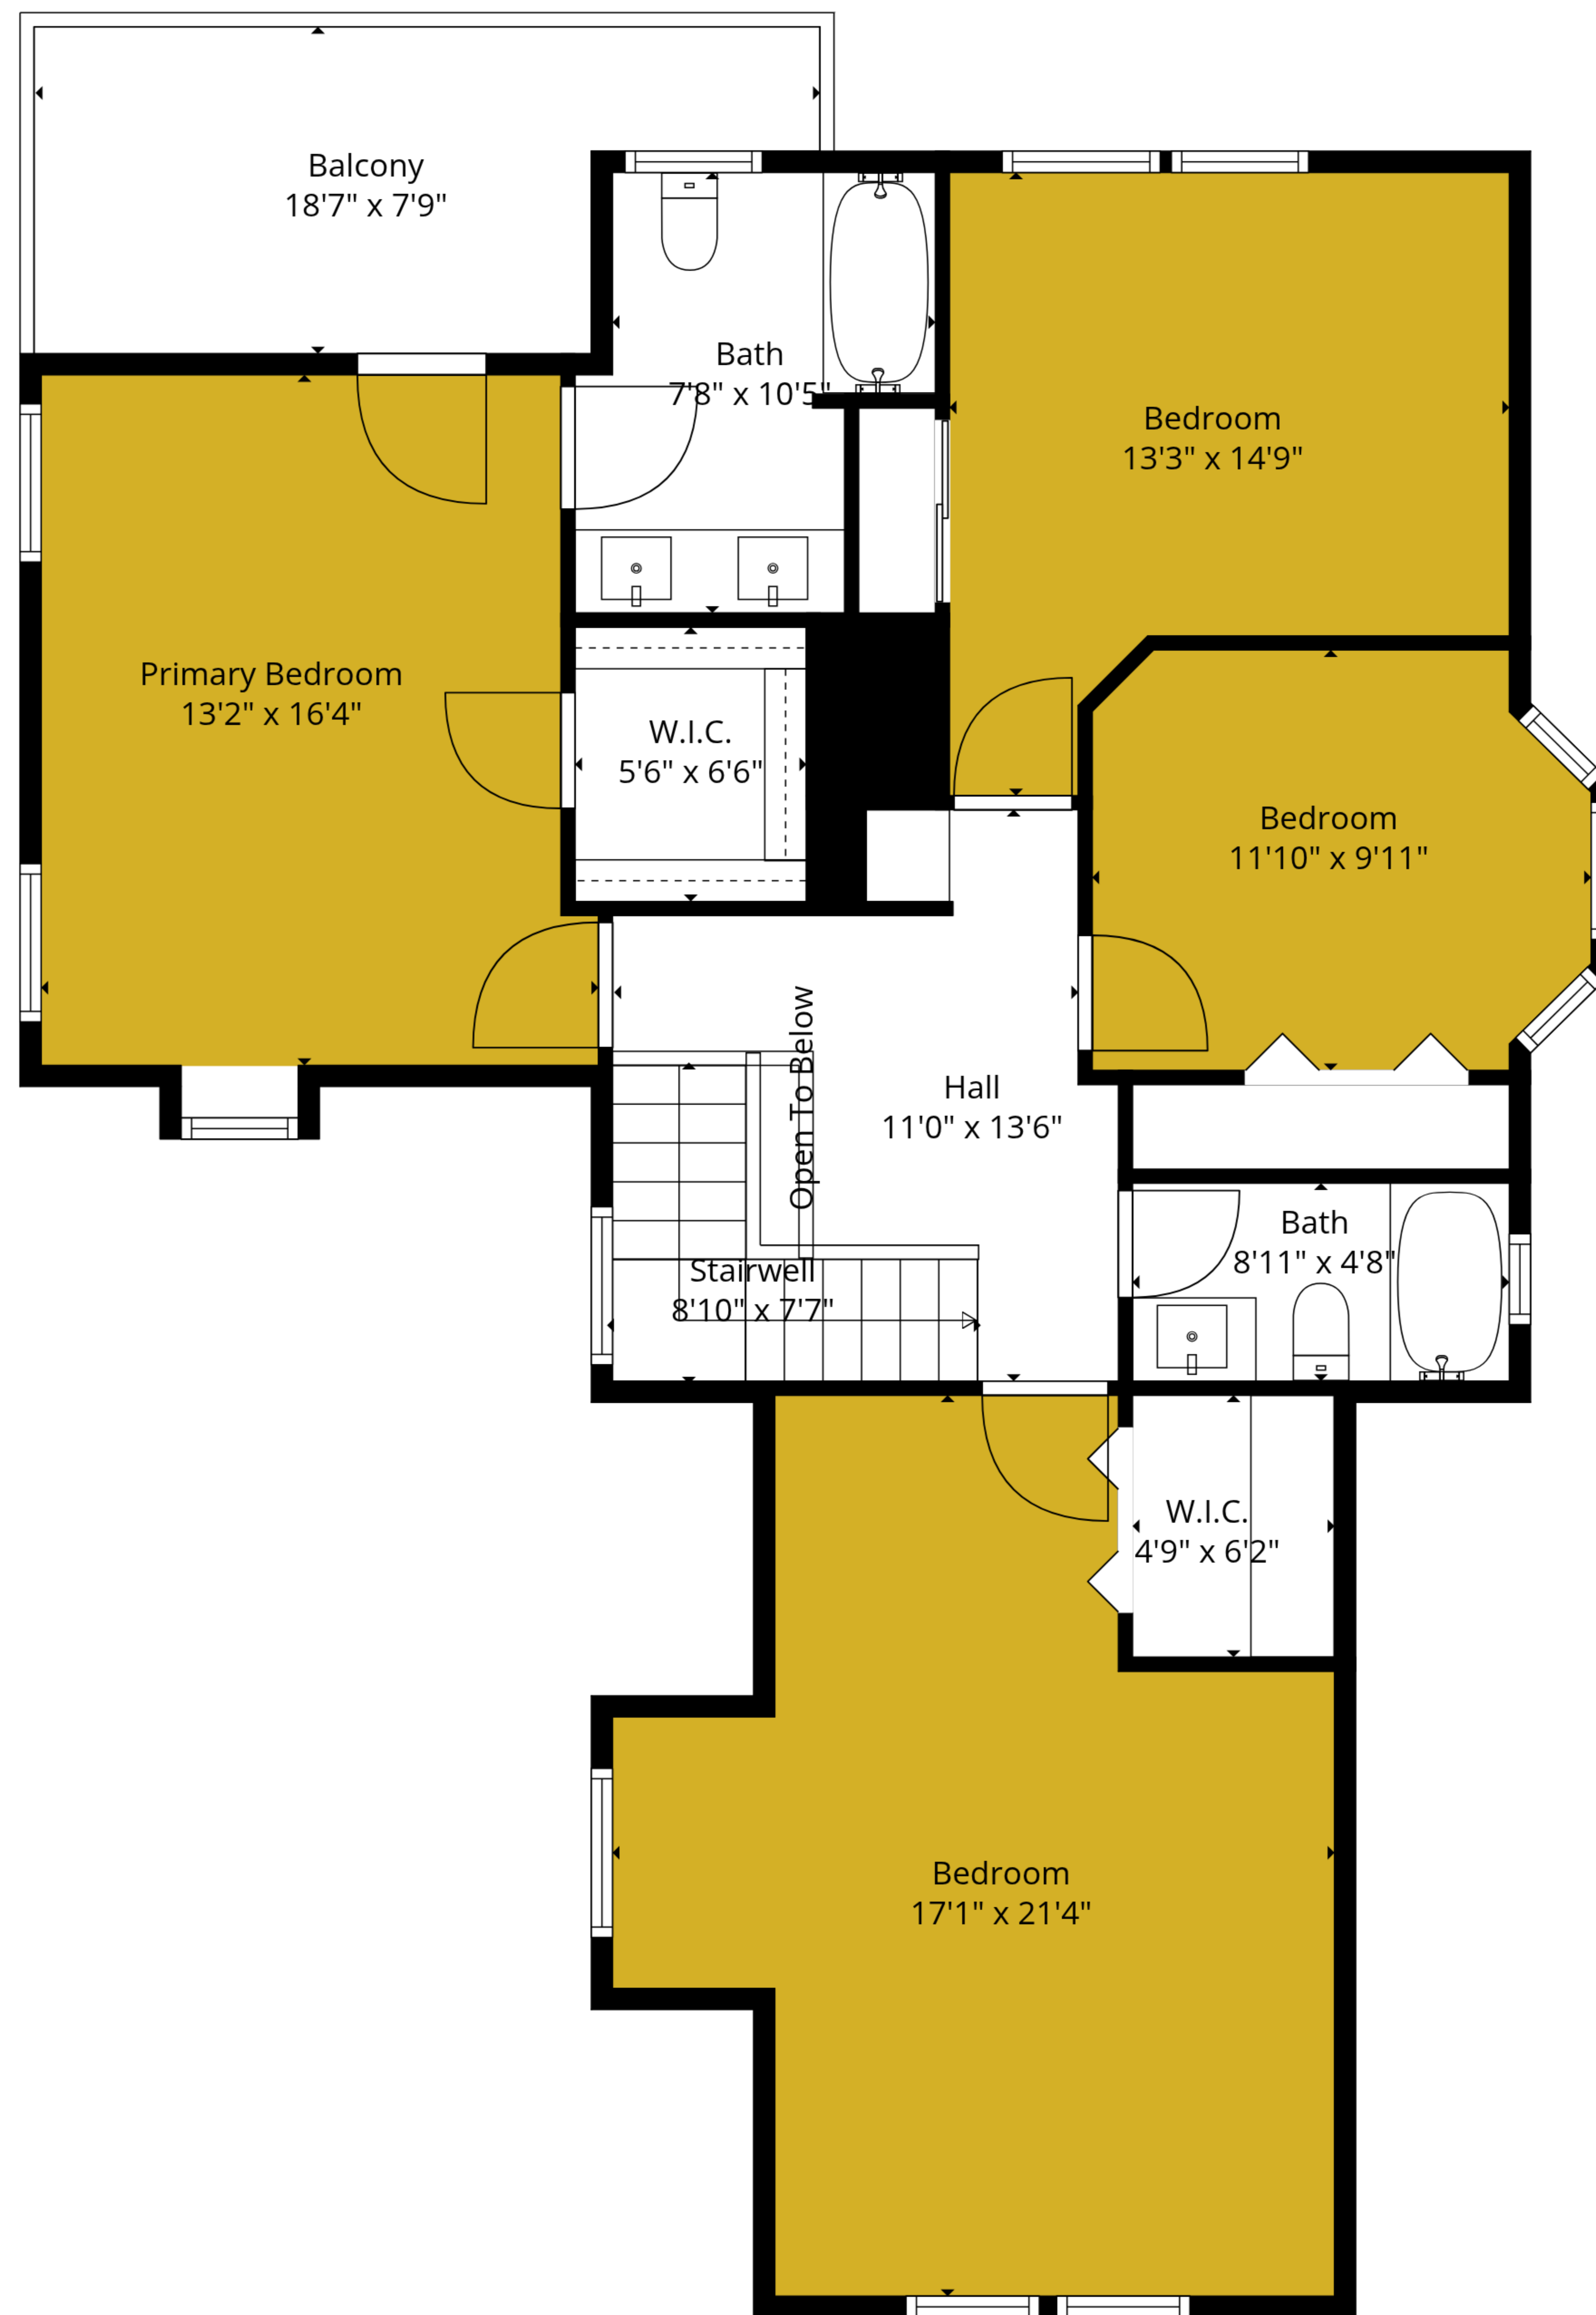 Balcony
18'7" x 7'9"
Bath
7'8" x 10'5"
Bedroom
13'3" x 14'9"
Primary Bedroom
13'2" x 16'4"
W.I.C.
5'6" x 6'6"
Bedroom
11'10" x 9'11"
Open To Below
Hall
11'0" x 13'6"
Bath
8'11" x 4'8"
Stairwell
8'10" x 7'7"
W.I.C.
4'9" x 6'2"
Bedroom
17'1" x 21'4"